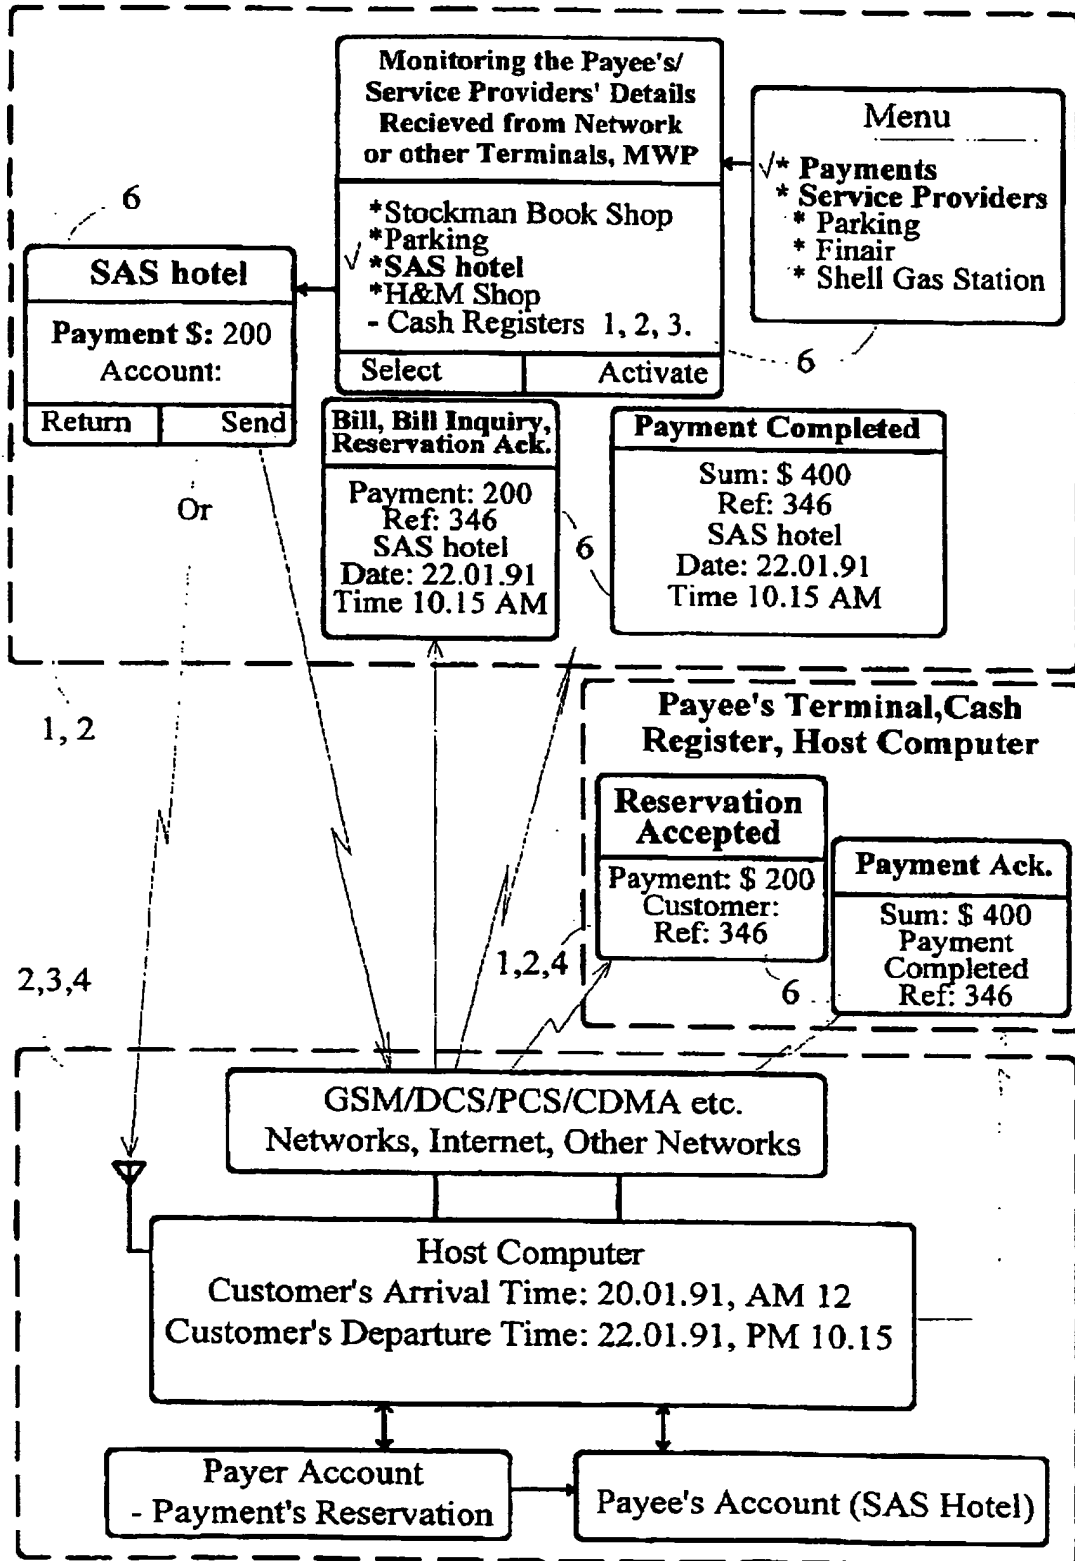 Monitoring the Payee's/
Service Providers' Details
Recieved from Network
or other Terminals, MWP
*Stockman Book Shop
*Parking
√ *SAS hotel
*H&M Shop
- Cash Registers 1, 2, 3.
Select Activate
Menu
√* Payments
* Service Providers
* Parking
* Finair
* Shell Gas Station
6
6
SAS hotel
Payment $: 200
Account:
Return Send
Or
Bill, Bill Inquiry,
Reservation Ack.
Payment: 200
Ref: 346
SAS hotel
Date: 22.01.91
Time 10.15 AM
6
Payment Completed
Sum: $ 400
Ref: 346
SAS hotel
Date: 22.01.91
Time 10.15 AM
1, 2
Payee's Terminal,Cash
Register, Host Computer
Reservation
Accepted
Payment: $ 200
Customer:
Ref: 346
Payment Ack.
Sum: $ 400
Payment
Completed
Ref: 346
1,2,4
6
2,3,4
GSM/DCS/PCS/CDMA etc.
Networks, Internet, Other Networks
Host Computer
Customer's Arrival Time: 20.01.91, AM 12
Customer's Departure Time: 22.01.91, PM 10.15
Payer Account
- Payment's Reservation
Payee's Account (SAS Hotel)